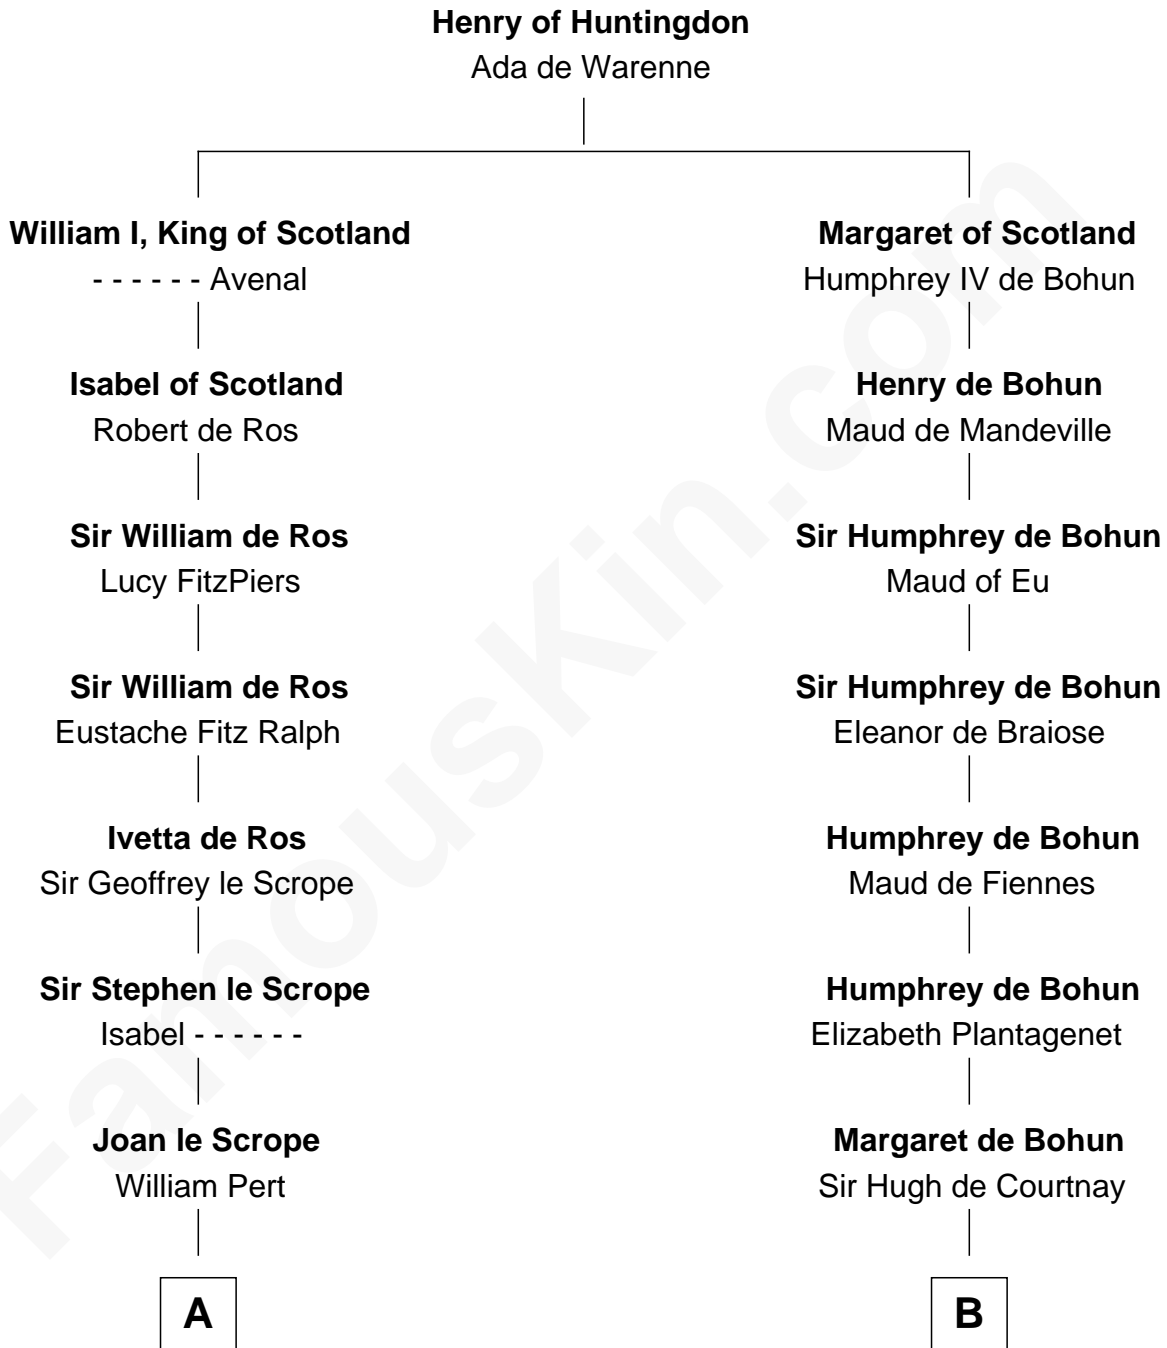 Henry of Huntingdon
Ada de Warenne
William I, King of Scotland
- - - - - - Avenal
Margaret of Scotland
Humphrey IV de Bohun
Isabel of Scotland
Robert de Ros
Henry de Bohun
Maud de Mandeville
Sir William de Ros
Lucy FitzPiers
Sir Humphrey de Bohun
Maud of Eu
Sir William de Ros
Eustache Fitz Ralph
Sir Humphrey de Bohun
Eleanor de Braiose
Ivetta de Ros
Sir Geoffrey le Scrope
Humphrey de Bohun
Maud de Fiennes
Sir Stephen le Scrope
Isabel - - - - - -
Humphrey de Bohun
Elizabeth Plantagenet
Joan le Scrope
William Pert
Margaret de Bohun
Sir Hugh de Courtnay
A
B
FamousKin.com